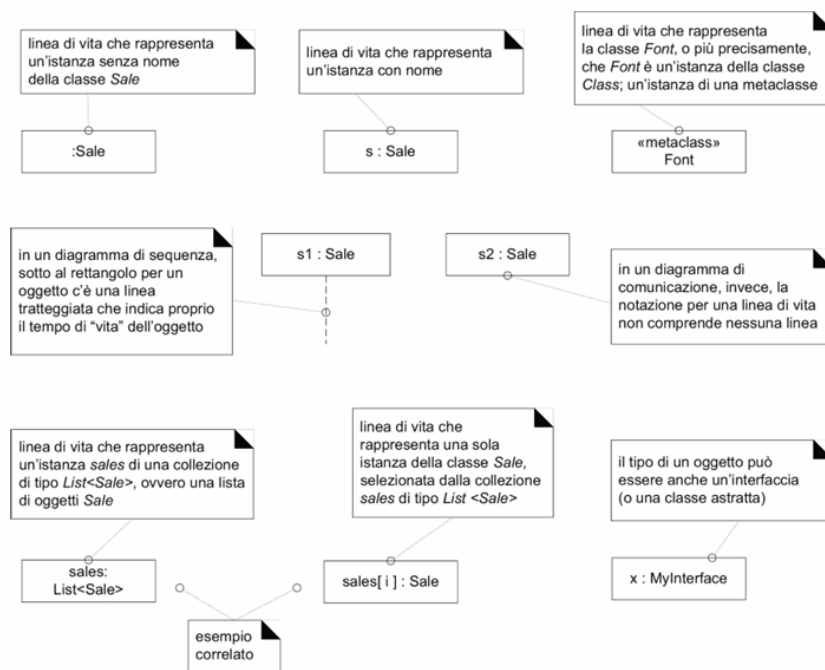 linea di vita che rappresenta
un'istanza senza nome
della classe Sale
:Sale
linea di vita che rappresenta
un'istanza con nome
s : Sale
linea di vita che rappresenta
la classe Font, o più precisamente,
che Font è un'istanza della classe
Class; un'istanza di una metaclasse
«metaclass»
Font
in un diagramma di sequenza,
sotto al rettangolo per un
oggetto c'è una linea
tratteggiata che indica proprio
il tempo di “vita” dell'oggetto
s1 : Sale
s2 : Sale
in un diagramma di
comunicazione, invece, la
notazione per una linea di vita
non comprende nessuna linea
linea di vita che rappresenta
un'istanza sales di una collezione
di tipo List<Sale>, ovvero una lista
di oggetti Sale
sales:
List<Sale>
linea di vita che
rappresenta una sola
istanza della classe Sale,
selezionata dalla collezione
sales di tipo List <Sale>
sales[ i ] : Sale
il tipo di un oggetto può
essere anche un'interfaccia
(o una classe astratta)
x : MyInterface
esempio
correlato